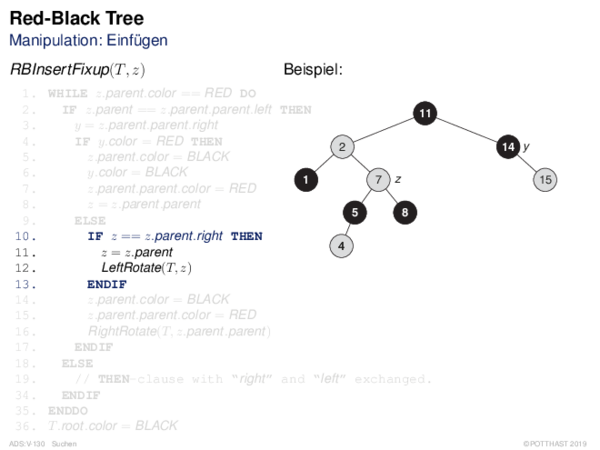 Red-Black Tree
Manipulation: Einfügen
RBInsertFixup(T, z)
1. WHILE z.parent.color == RED DO
2. IF z.parent == z.parent.parent.left THEN
3. y = z.parent.parent.right
4. IF y.color = RED THEN
5. z.parent.color = BLACK
6. y.color = BLACK
7. z.parent.parent.color = RED
8. z = z.parent.parent
9. ELSE
10. IF z == z.parent.right THEN
11. z = z.parent
12. LeftRotate(T, z)
13. ENDIF
14. z.parent.color = BLACK
15. z.parent.parent.color = RED
16. RightRotate(T, z.parent.parent)
17. ENDIF
18. ELSE
19. // THEN-clause with "right" and "left" exchanged.
34. ENDIF
35. ENDDO
36. T.root.color = BLACK
Beispiel:
11
2
14 y
1
7 z
15
5
8
4
ADS:V-130 Suchen
©POTTHAST 2019